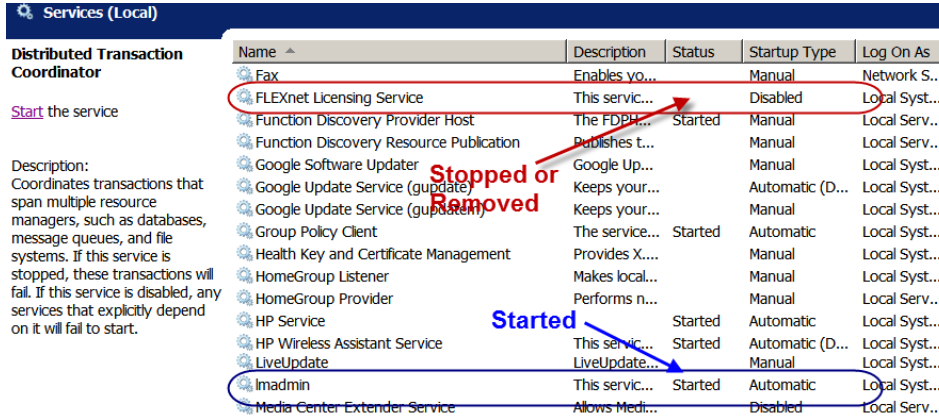 Services (Local)
Distributed Transaction
Coordinator
Start the service
Description:
Coordinates transactions that
span multiple resource
managers, such as databases,
message queues, and file
systems. If this service is
stopped, these transactions will
fail. If this service is disabled, any
services that explicitly depend
on it will fail to start.
Name Description Status Startup Type Log On As
Fax Enables yo... Manual Network S...
FLEXnet Licensing Service This servic... Disabled Local Syst...
Function Discovery Provider Host The FDPH... Started Manual Local Serv...
Function Discovery Resource Publication Publishes t... Manual Local Serv...
Google Software Updater Google Up... Manual Local Syst...
Google Update Service (gupdate) Keeps your... Automatic (D... Local Syst...
Google Update Service (gupdatem) Keeps your... Manual Local Syst...
Group Policy Client The service... Started Automatic Local Syst...
Health Key and Certificate Management Provides X.... Manual Local Syst...
HomeGroup Listener Makes local... Manual Local Syst...
HomeGroup Provider Performs n... Manual Local Serv...
HP Service Started Automatic Local Syst...
HP Wireless Assistant Service This servic... Started Automatic (D... Local Syst...
LiveUpdate LiveUpdate... Manual Local Syst...
lmadmin This servic... Started Automatic Local Syst...
Media Center Extender Service Allows Medi... Disabled Local Serv...
Stopped or
Removed
Started